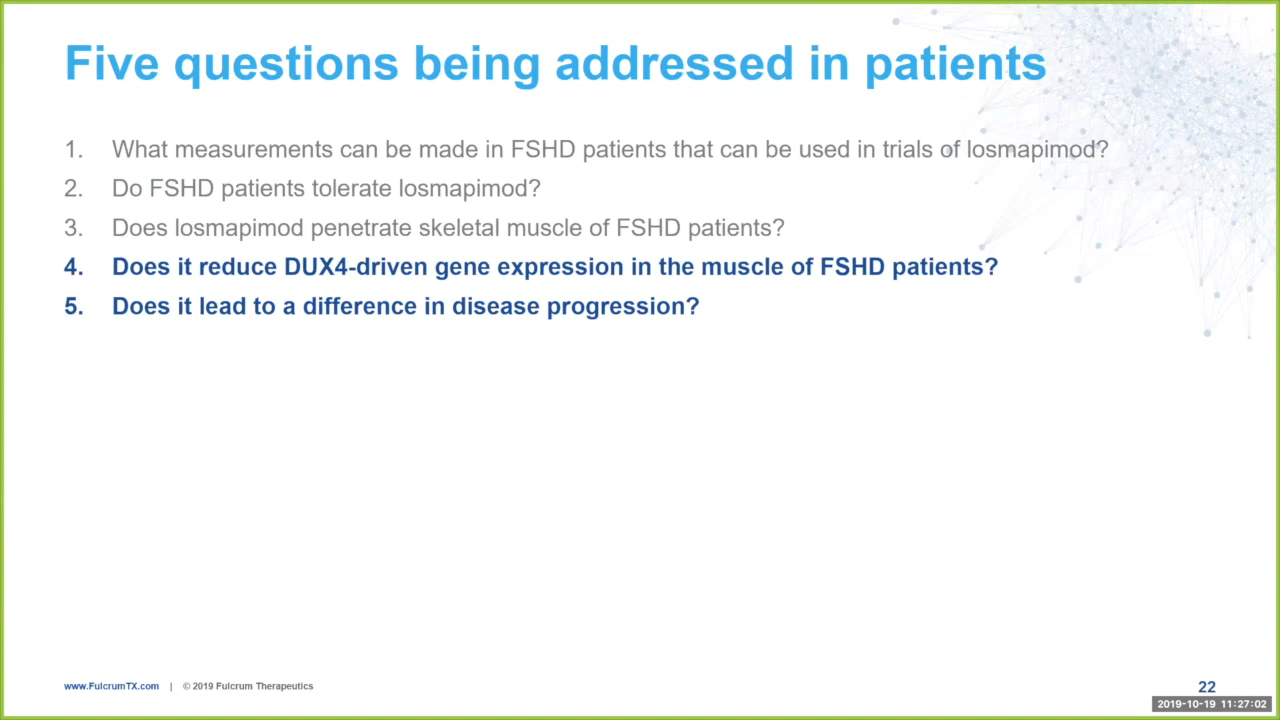 Five questions being addressed in patients
1. What measurements can be made in FSHD patients that can be used in trials of losmapimod?
2. Do FSHD patients tolerate losmapimod?
3. Does losmapimod penetrate skeletal muscle of FSHD patients?
4. Does it reduce DUX4-driven gene expression in the muscle of FSHD patients?
5. Does it lead to a difference in disease progression?
www.FulcrumTX.com | © 2019 Fulcrum Therapeutics
22
2019-10-19 11:27:02